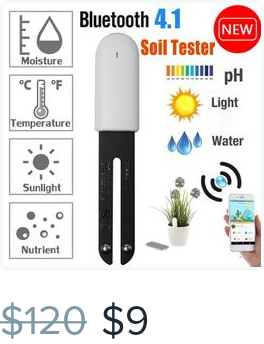 Bluetooth 4.1
NEW
Soil Tester
Moisture
°C °F
Temperature
pH
Light
Water
Sunlight
Nutrient
$120 $9